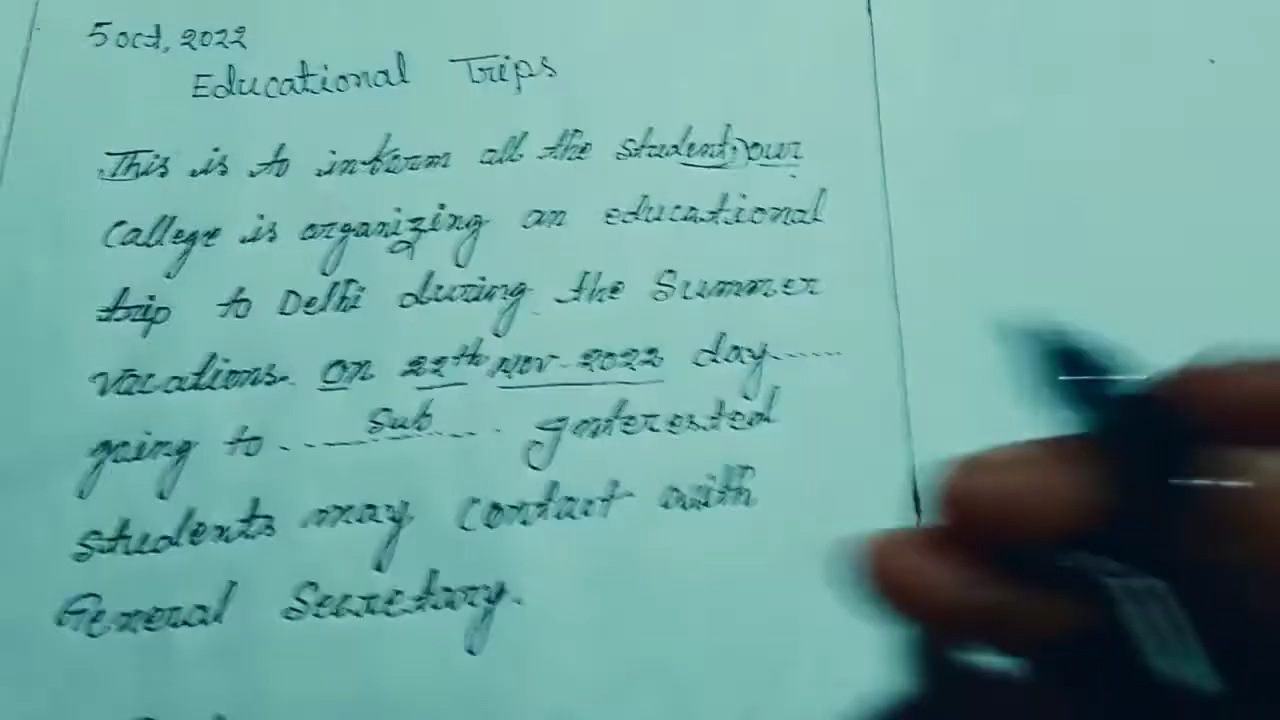 5 oct, 2022
Educational Trips
This is to inform all the student, our
College is organizing an educational
trip to Delhi during the Summer
vacations. On 22th Nov-2022 day......
going to ....sub.... Interested
students may contact with
General Secretary.